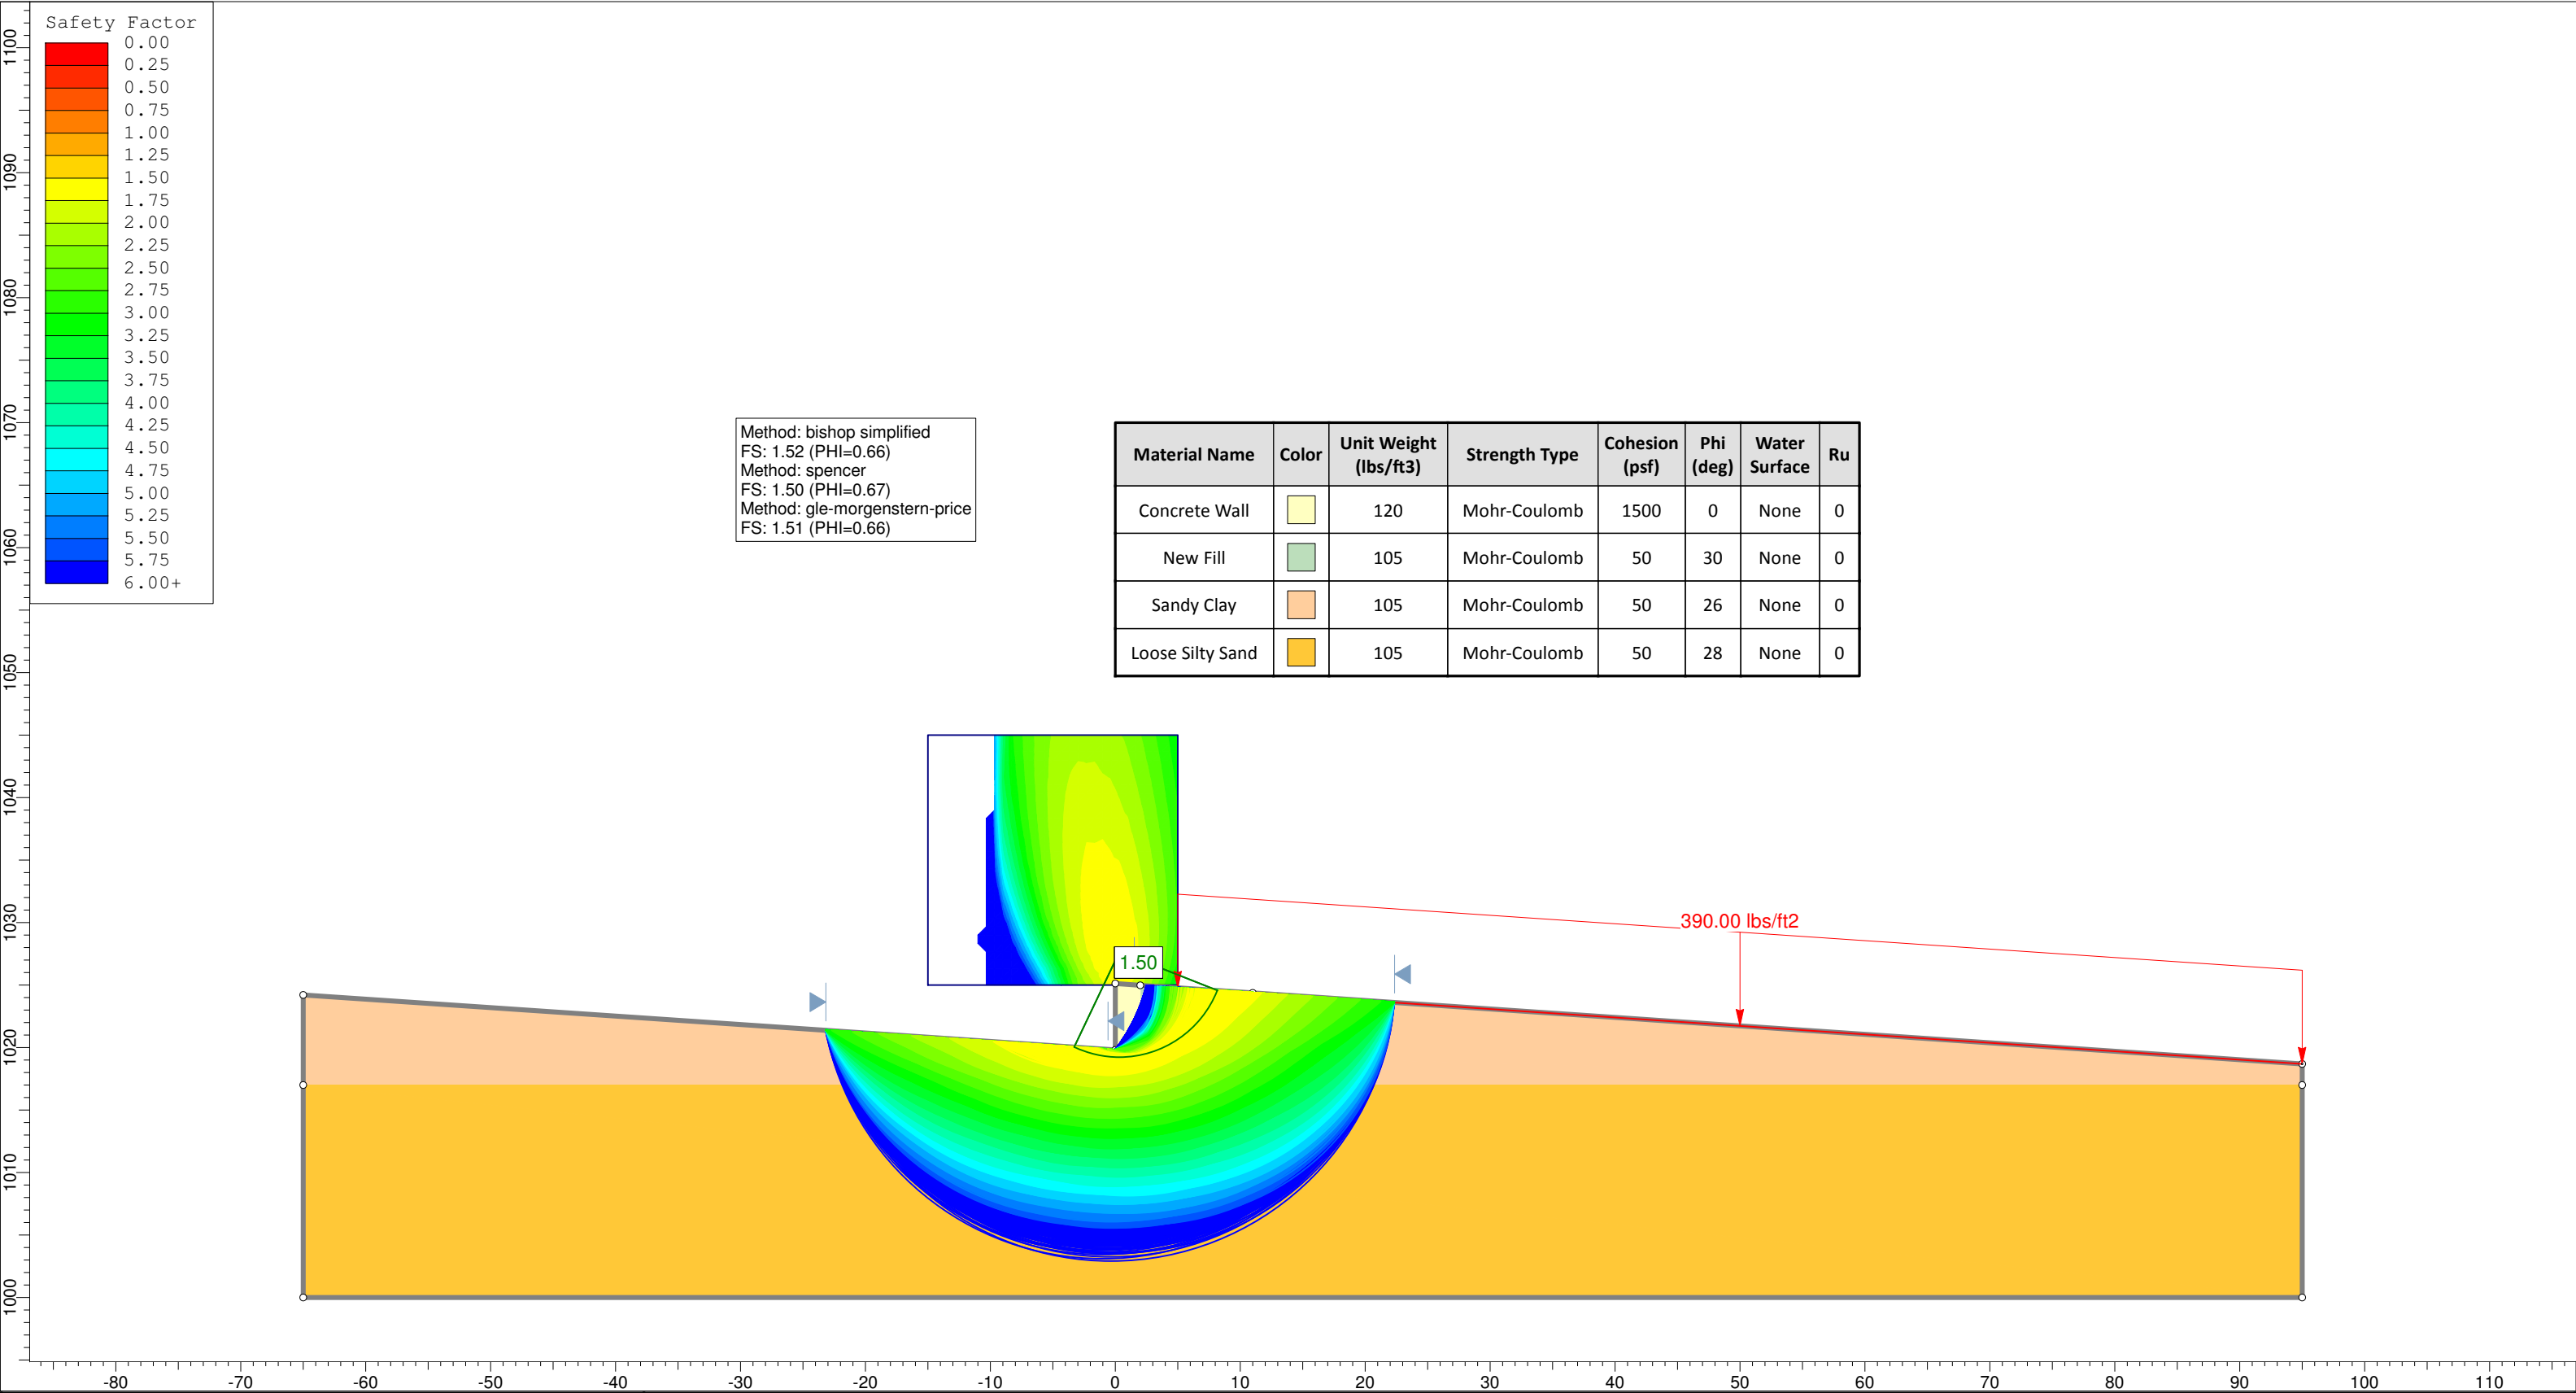 Safety Factor
0.00
0.25
0.50
0.75
1.00
1.25
1.50
1.75
2.00
2.25
2.50
2.75
3.00
3.25
3.50
3.75
4.00
4.25
4.50
4.75
5.00
5.25
5.50
5.75
6.00+
1100
1090
1080
1070
1060
1050
1040
1030
1020
1010
1000
Method: bishop simplified
FS: 1.52 (PHI=0.66)
Method: spencer
FS: 1.50 (PHI=0.67)
Method: gle-morgenstern-price
FS: 1.51 (PHI=0.66)
Material Name Color Unit Weight (lbs/ft3) Strength Type Cohesion (psf) Phi (deg) Water Surface Ru
Concrete Wall 120 Mohr-Coulomb 1500 0 None 0
New Fill 105 Mohr-Coulomb 50 30 None 0
Sandy Clay 105 Mohr-Coulomb 50 26 None 0
Loose Silty Sand 105 Mohr-Coulomb 50 28 None 0
390.00 lbs/ft2
1.50
-80 -70 -60 -50 -40 -30 -20 -10 0 10 20 30 40 50 60 70 80 90 100 110